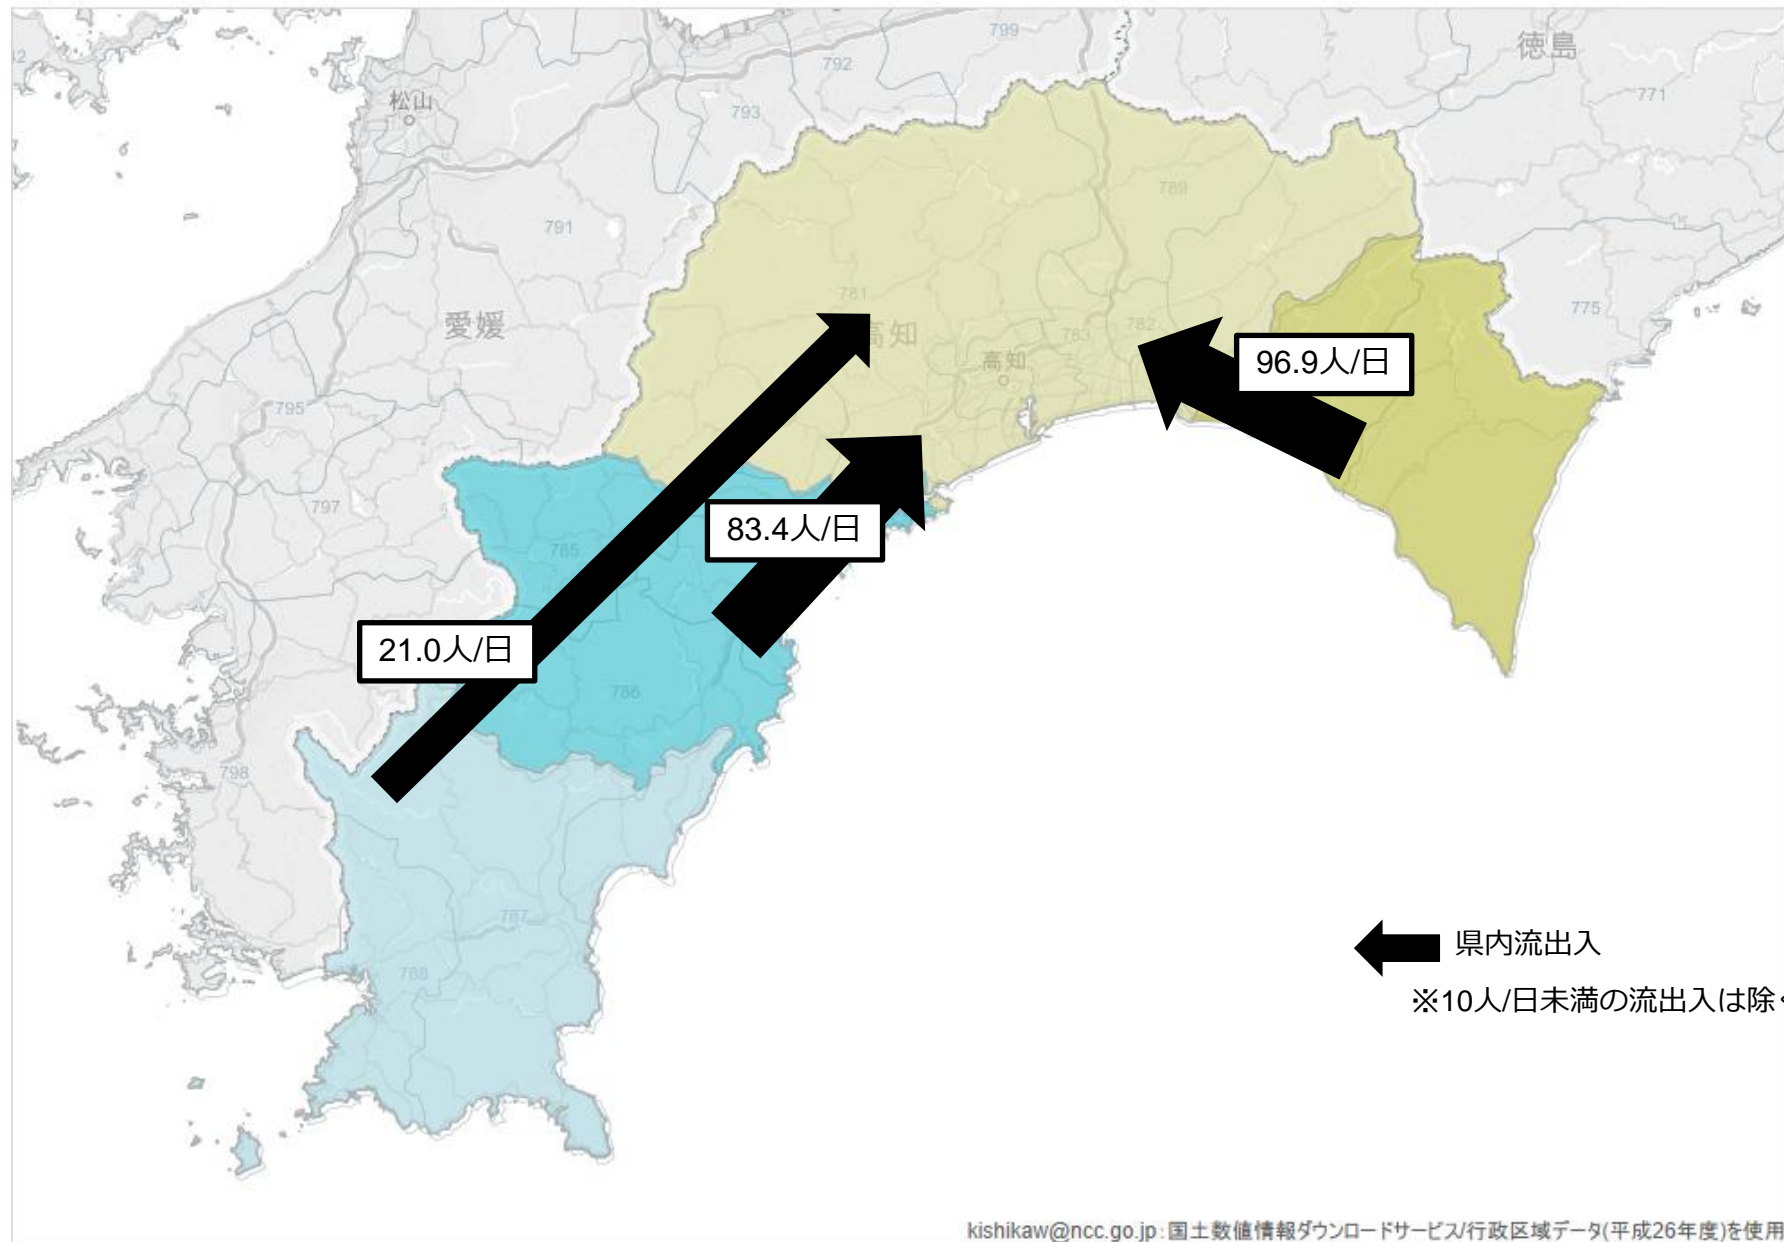 799
徳島
792
771
松山
793
789
791
781
775
愛媛
高知
783
782
高知
96.9人/日
795
797
83.4人/日
785
21.0人/日
786
798
787
県内流出入
788
※10人/日未満の流出入は除
kishikaw@ncc.go.jp:国土数値情報ダウンロードサービス/行政区域データ(平成26年度)を使用